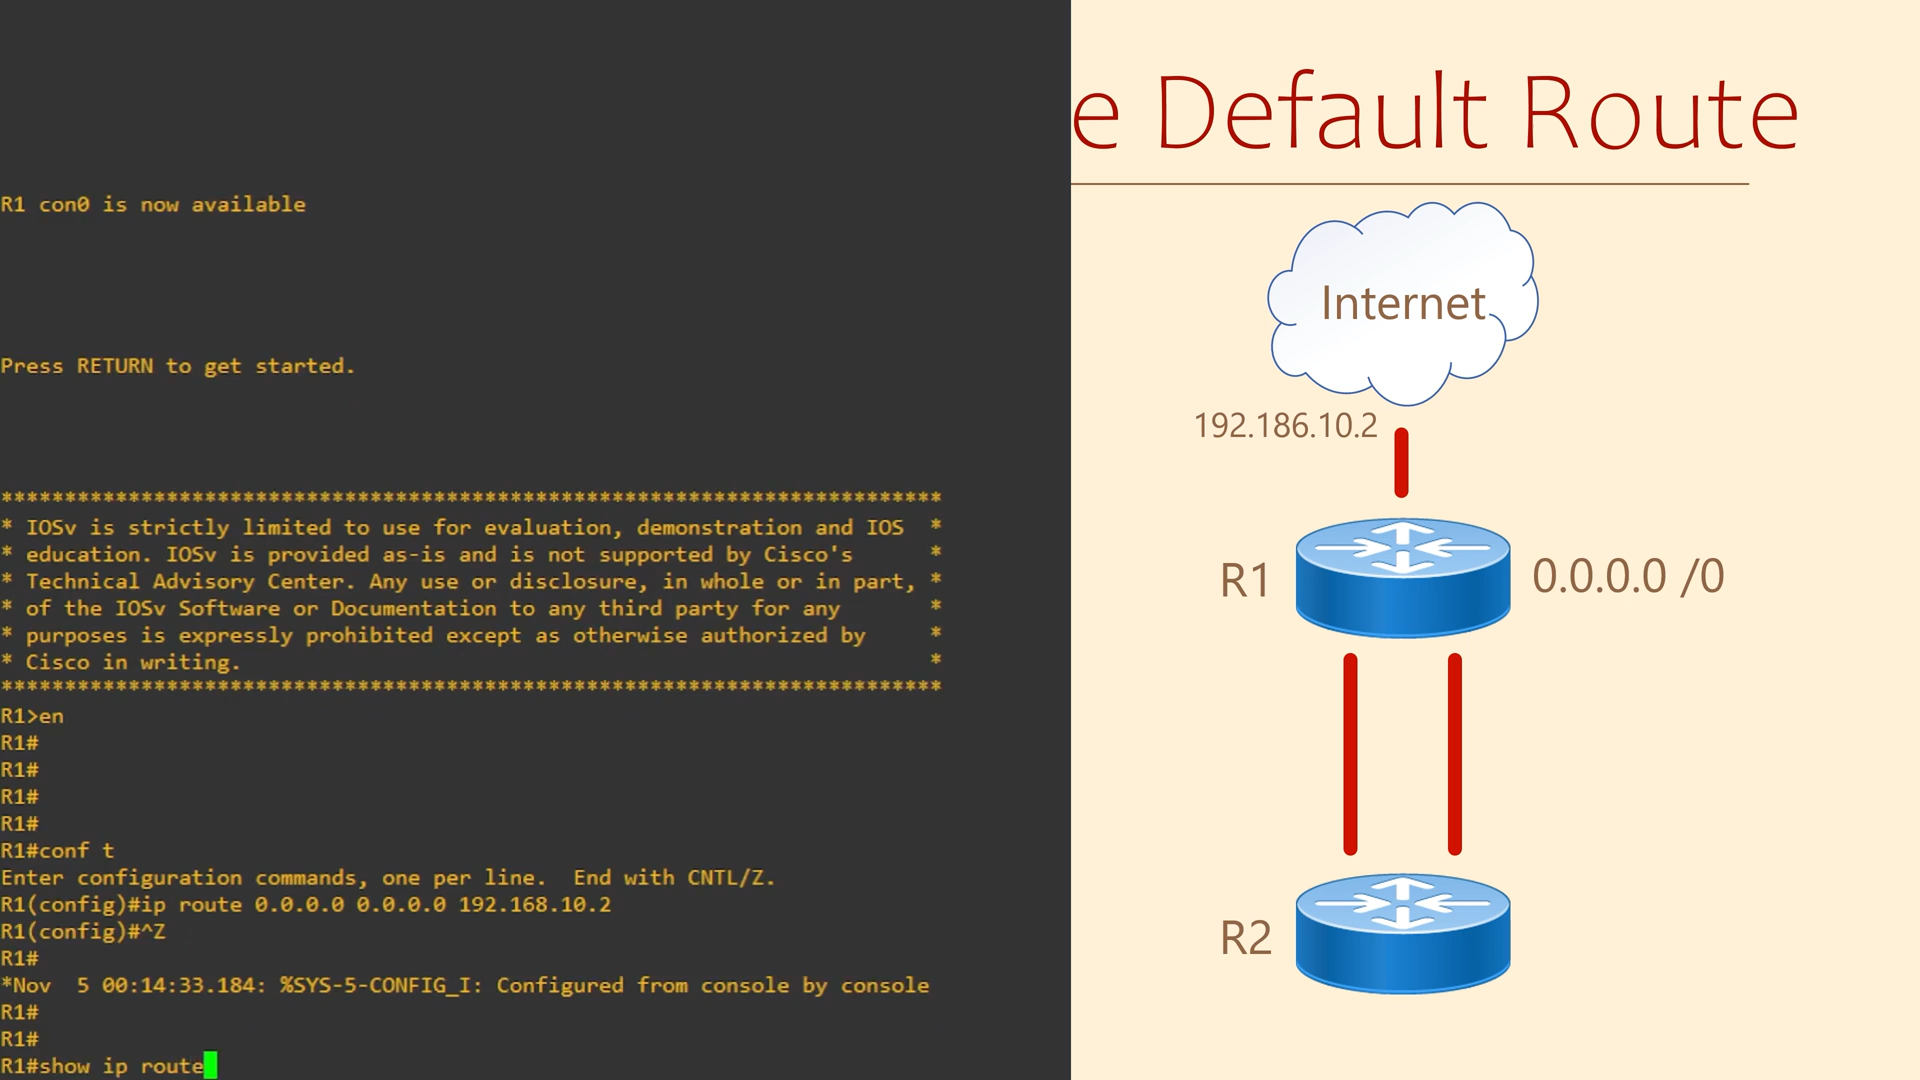 R1 con0 is now available
Press RETURN to get started.
**************************************************************************
* IOSv is strictly limited to use for evaluation, demonstration and IOS  *
* education. IOSv is provided as-is and is not supported by Cisco's      *
* Technical Advisory Center. Any use or disclosure, in whole or in part, *
* of the IOSv Software or Documentation to any third party for any       *
* purposes is expressly prohibited except as otherwise authorized by     *
* Cisco in writing.                                                      *
**************************************************************************
R1>en
R1#
R1#
R1#
R1#
R1#conf t
Enter configuration commands, one per line.  End with CNTL/Z.
R1(config)#ip route 0.0.0.0 0.0.0.0 192.168.10.2
R1(config)#^Z
R1#
*Nov  5 00:14:33.184: %SYS-5-CONFIG_I: Configured from console by console
R1#
R1#
R1#show ip route
e Default Route
Internet
192.186.10.2
R1
0.0.0.0 /0
R2